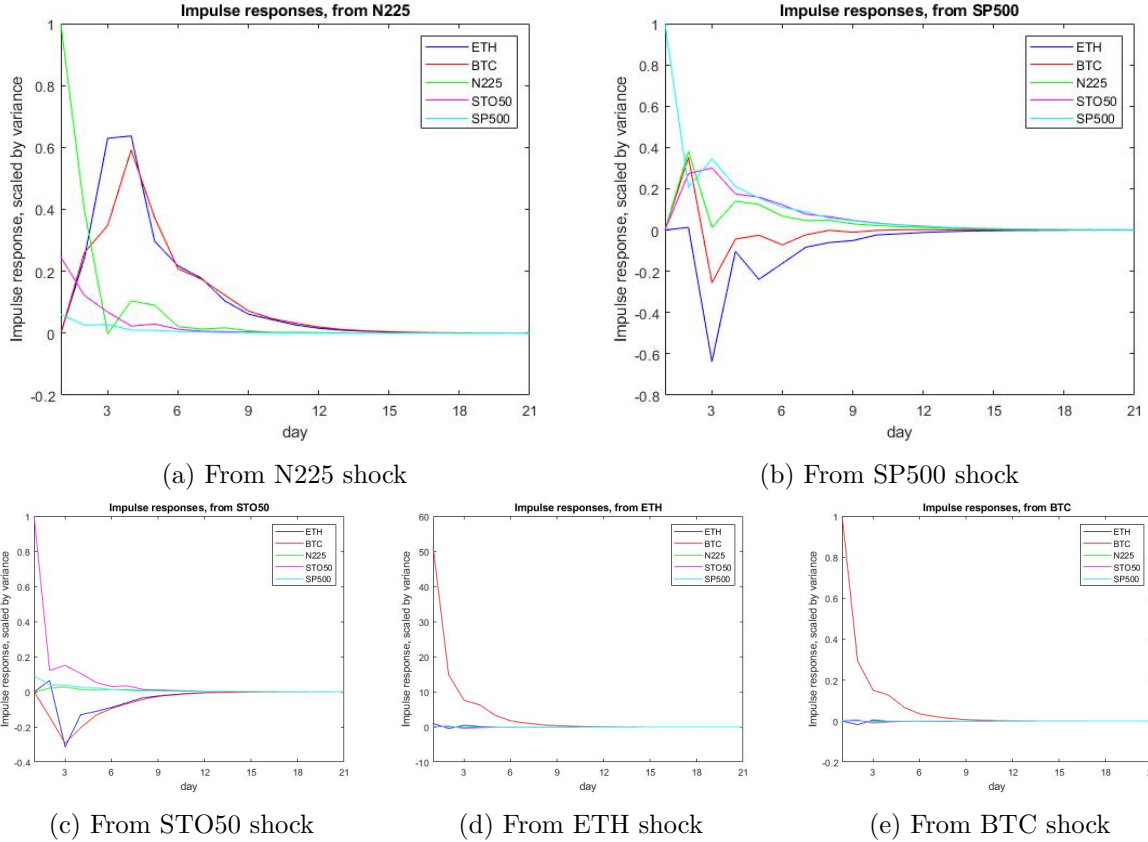 Impulse responses, from N225
Impulse response, scaled by variance
1
0.8
0.6
0.4
0.2
0
-0.2
3 6 9 12 15 18 21
day
ETH
BTC
N225
STO50
SP500
(a) From N225 shock
Impulse responses, from SP500
Impulse response, scaled by variance
1
0.8
0.6
0.4
0.2
0
-0.2
-0.4
-0.6
-0.8
3 6 9 12 15 18 21
day
ETH
BTC
N225
STO50
SP500
(b) From SP500 shock
Impulse responses, from STO50
Impulse response, scaled by variance
1
0.8
0.6
0.4
0.2
0
-0.2
-0.4
3 6 9 12 15 18 21
day
ETH
BTC
N225
STO50
SP500
(c) From STO50 shock
Impulse responses, from ETH
Impulse response, scaled by variance
60
50
40
30
20
10
0
-10
3 6 9 12 15 18 21
day
ETH
BTC
N225
STO50
SP500
(d) From ETH shock
Impulse responses, from BTC
Impulse response, scaled by variance
1
0.8
0.6
0.4
0.2
0
-0.2
3 6 9 12 15 18
day
ETH
BTC
N225
STO50
SP500
(e) From BTC shock